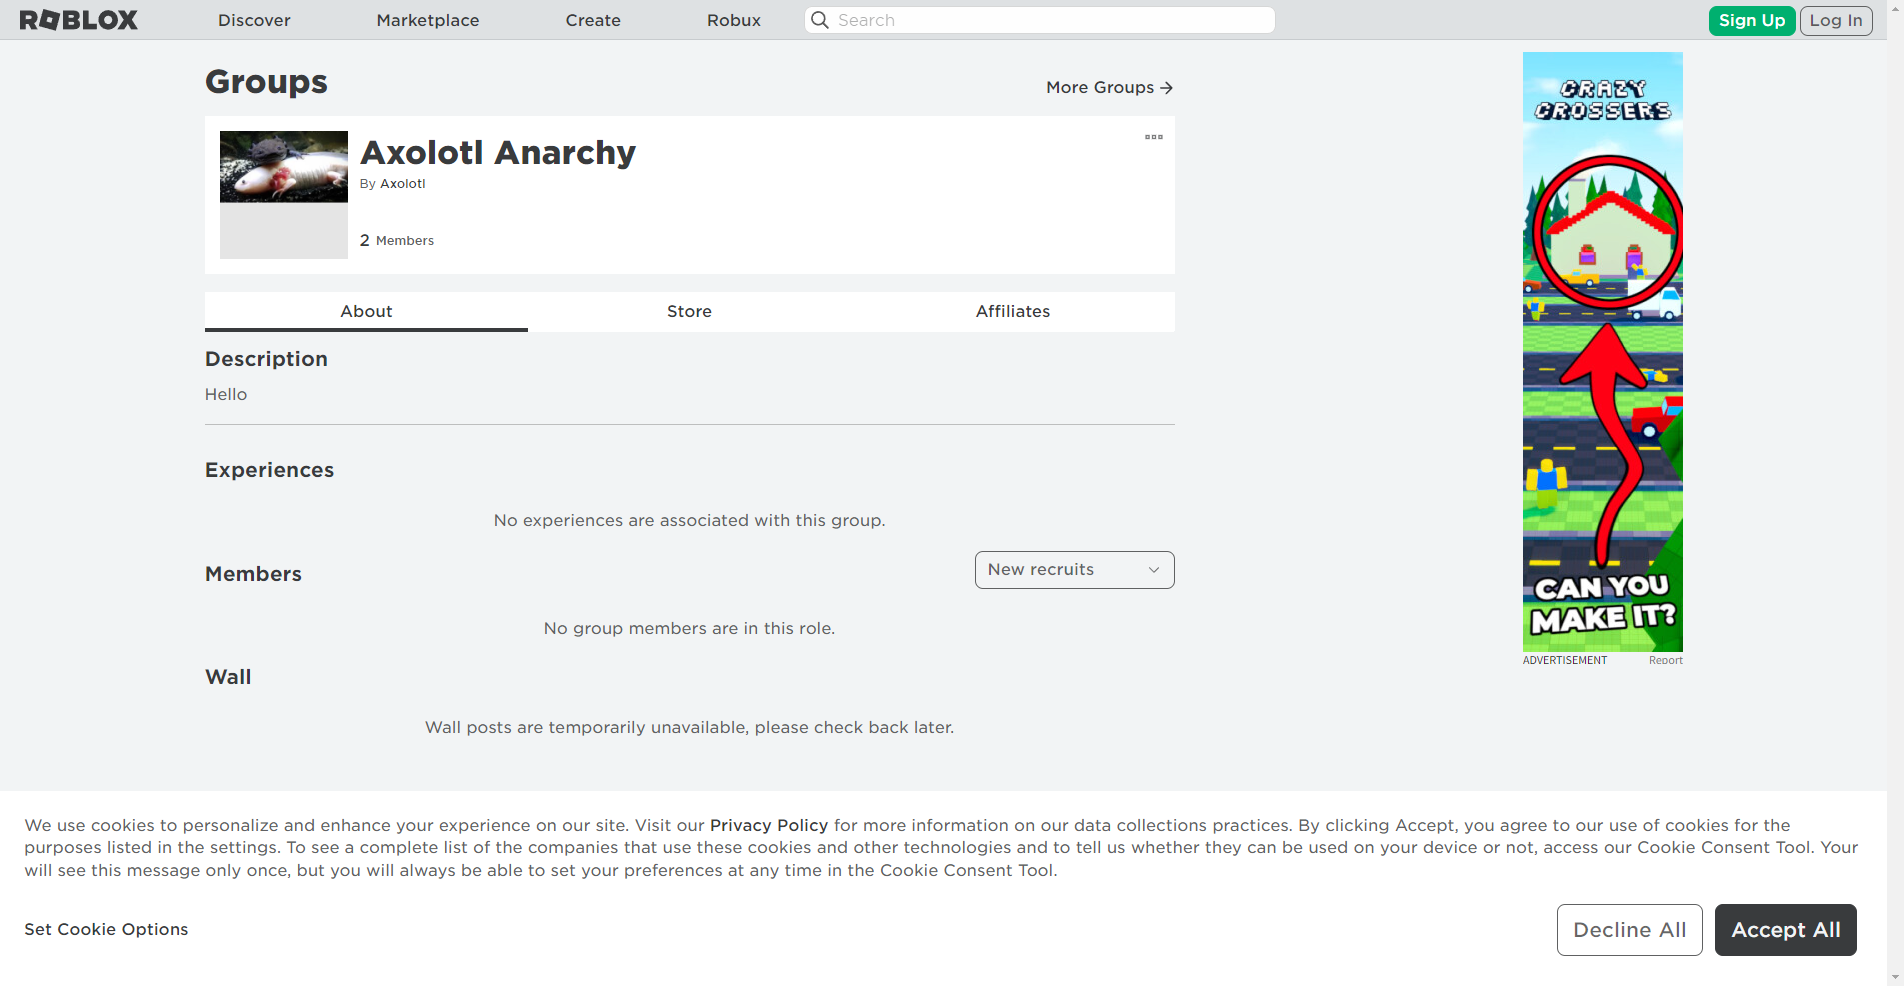 ROBLOX
Discover
Marketplace
Create
Robux
Search
Sign Up
Log In
Groups
More Groups
Axolotl Anarchy
By Axolotl
2 Members
About
Store
Affiliates
Description
Hello
Experiences
No experiences are associated with this group.
Members
New recruits
No group members are in this role.
Wall
Wall posts are temporarily unavailable, please check back later.
CRAZY
CROSSERS
CAN YOU
MAKE IT?
ADVERTISEMENT
Report
We use cookies to personalize and enhance your experience on our site. Visit our Privacy Policy for more information on our data collections practices. By clicking Accept, you agree to our use of cookies for the
purposes listed in the settings. To see a complete list of the companies that use these cookies and other technologies and to tell us whether they can be used on your device or not, access our Cookie Consent Tool. Your
will see this message only once, but you will always be able to set your preferences at any time in the Cookie Consent Tool.
Set Cookie Options
Decline All
Accept All